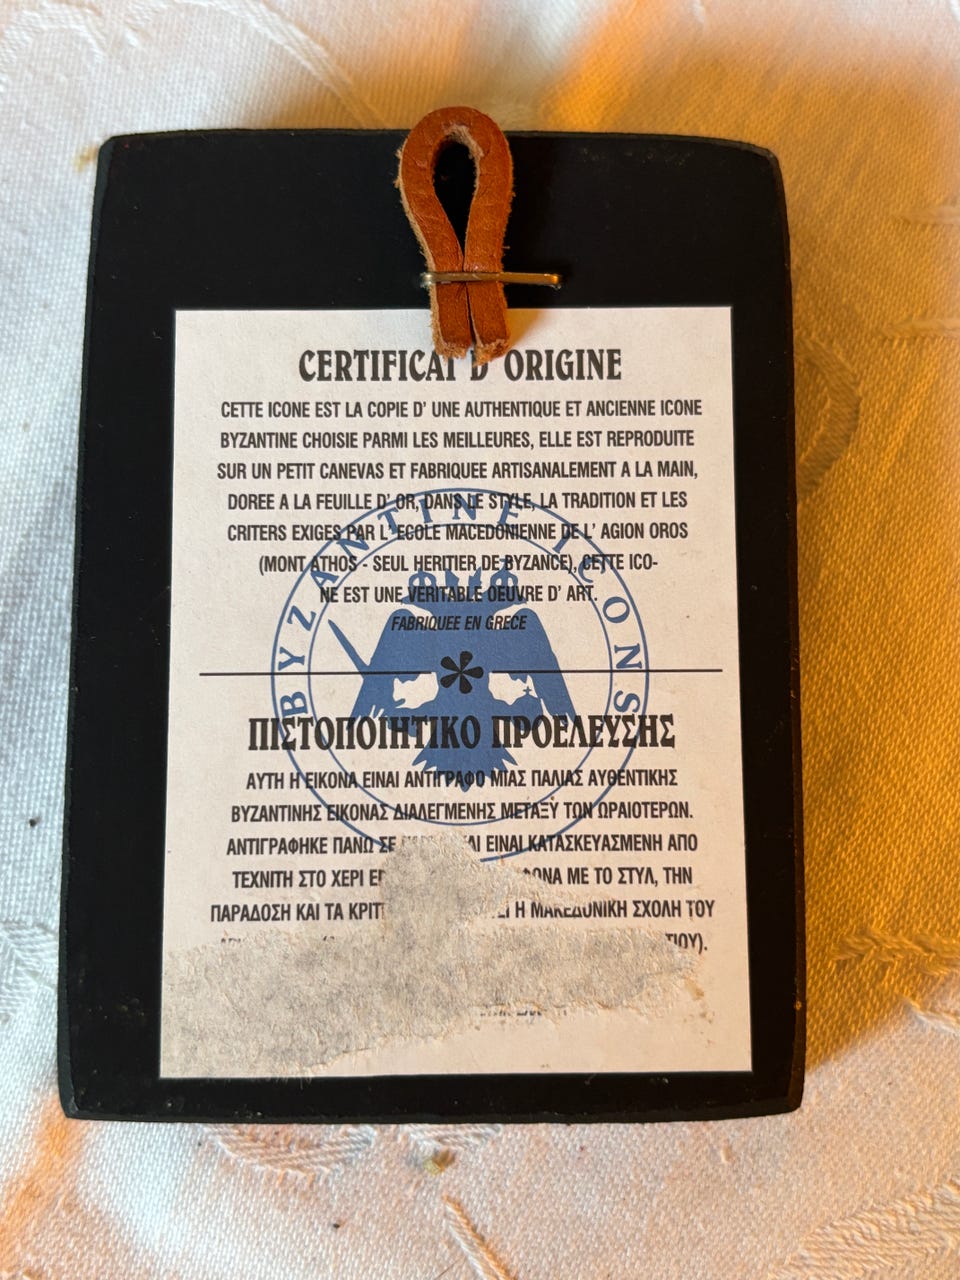 CERTIFICAT D' ORIGINE
CETTE ICONE EST LA COPIE D' UNE AUTHENTIQUE ET ANCIENNE ICONE
BYZANTINE CHOISIE PARMI LES MEILLEURES, ELLE EST REPRODUITE
SUR UN PETIT CANEVAS ET FABRIQUEE ARTISANALEMENT A LA MAIN,
DOREE A LA FEUILLE D' OR, DANS LE STYLE, LA TRADITION ET LES
CRITERS EXIGES PAR L' ECOLE MACEDONIENNE DE L' AGION OROS
(MONT ATHOS - SEUL HERITIER DE BYZANCE), CETTE ICO-
NE EST UNE VERITABLE OEUVRE D' ART.
FABRIQUEE EN GRECE
BYZANTINE ICONS
ΠΙΣΤΟΠΟΙΗΤΙΚΟ ΠΡΟΕΛΕΥΣΗΣ
ΑΥΤΗ Η ΕΙΚΟΝΑ ΕΙΝΑΙ ΑΝΤΙΓΡΑΦΟ ΜΙΑΣ ΠΑΛΙΑΣ ΑΥΘΕΝΤΙΚΗΣ
ΒΥΖΑΝΤΙΝΗΣ ΕΙΚΟΝΑΣ ΔΙΑΛΕΓΜΕΝΗΣ ΜΕΤΑΞΥ ΤΩΝ ΩΡΑΙΟΤΕΡΩΝ.
ΑΝΤΙΓΡΑΦΗΚΕ ΠΑΝΩ ΣΕ ΕΙΝΑΙ ΚΑΤΑΣΚΕΥΑΣΜΕΝΗ ΑΠΟ
ΤΕΧΝΙΤΗ ΣΤΟ ΧΕΡΙ ΜΕ ΤΟ ΣΤΥΛ, ΤΗΝ
ΠΑΡΑΔΟΣΗ ΚΑΙ ΤΑ Η ΜΑΚΕΔΟΝΙΚΗ ΣΧΟΛΗ ΤΟΥ